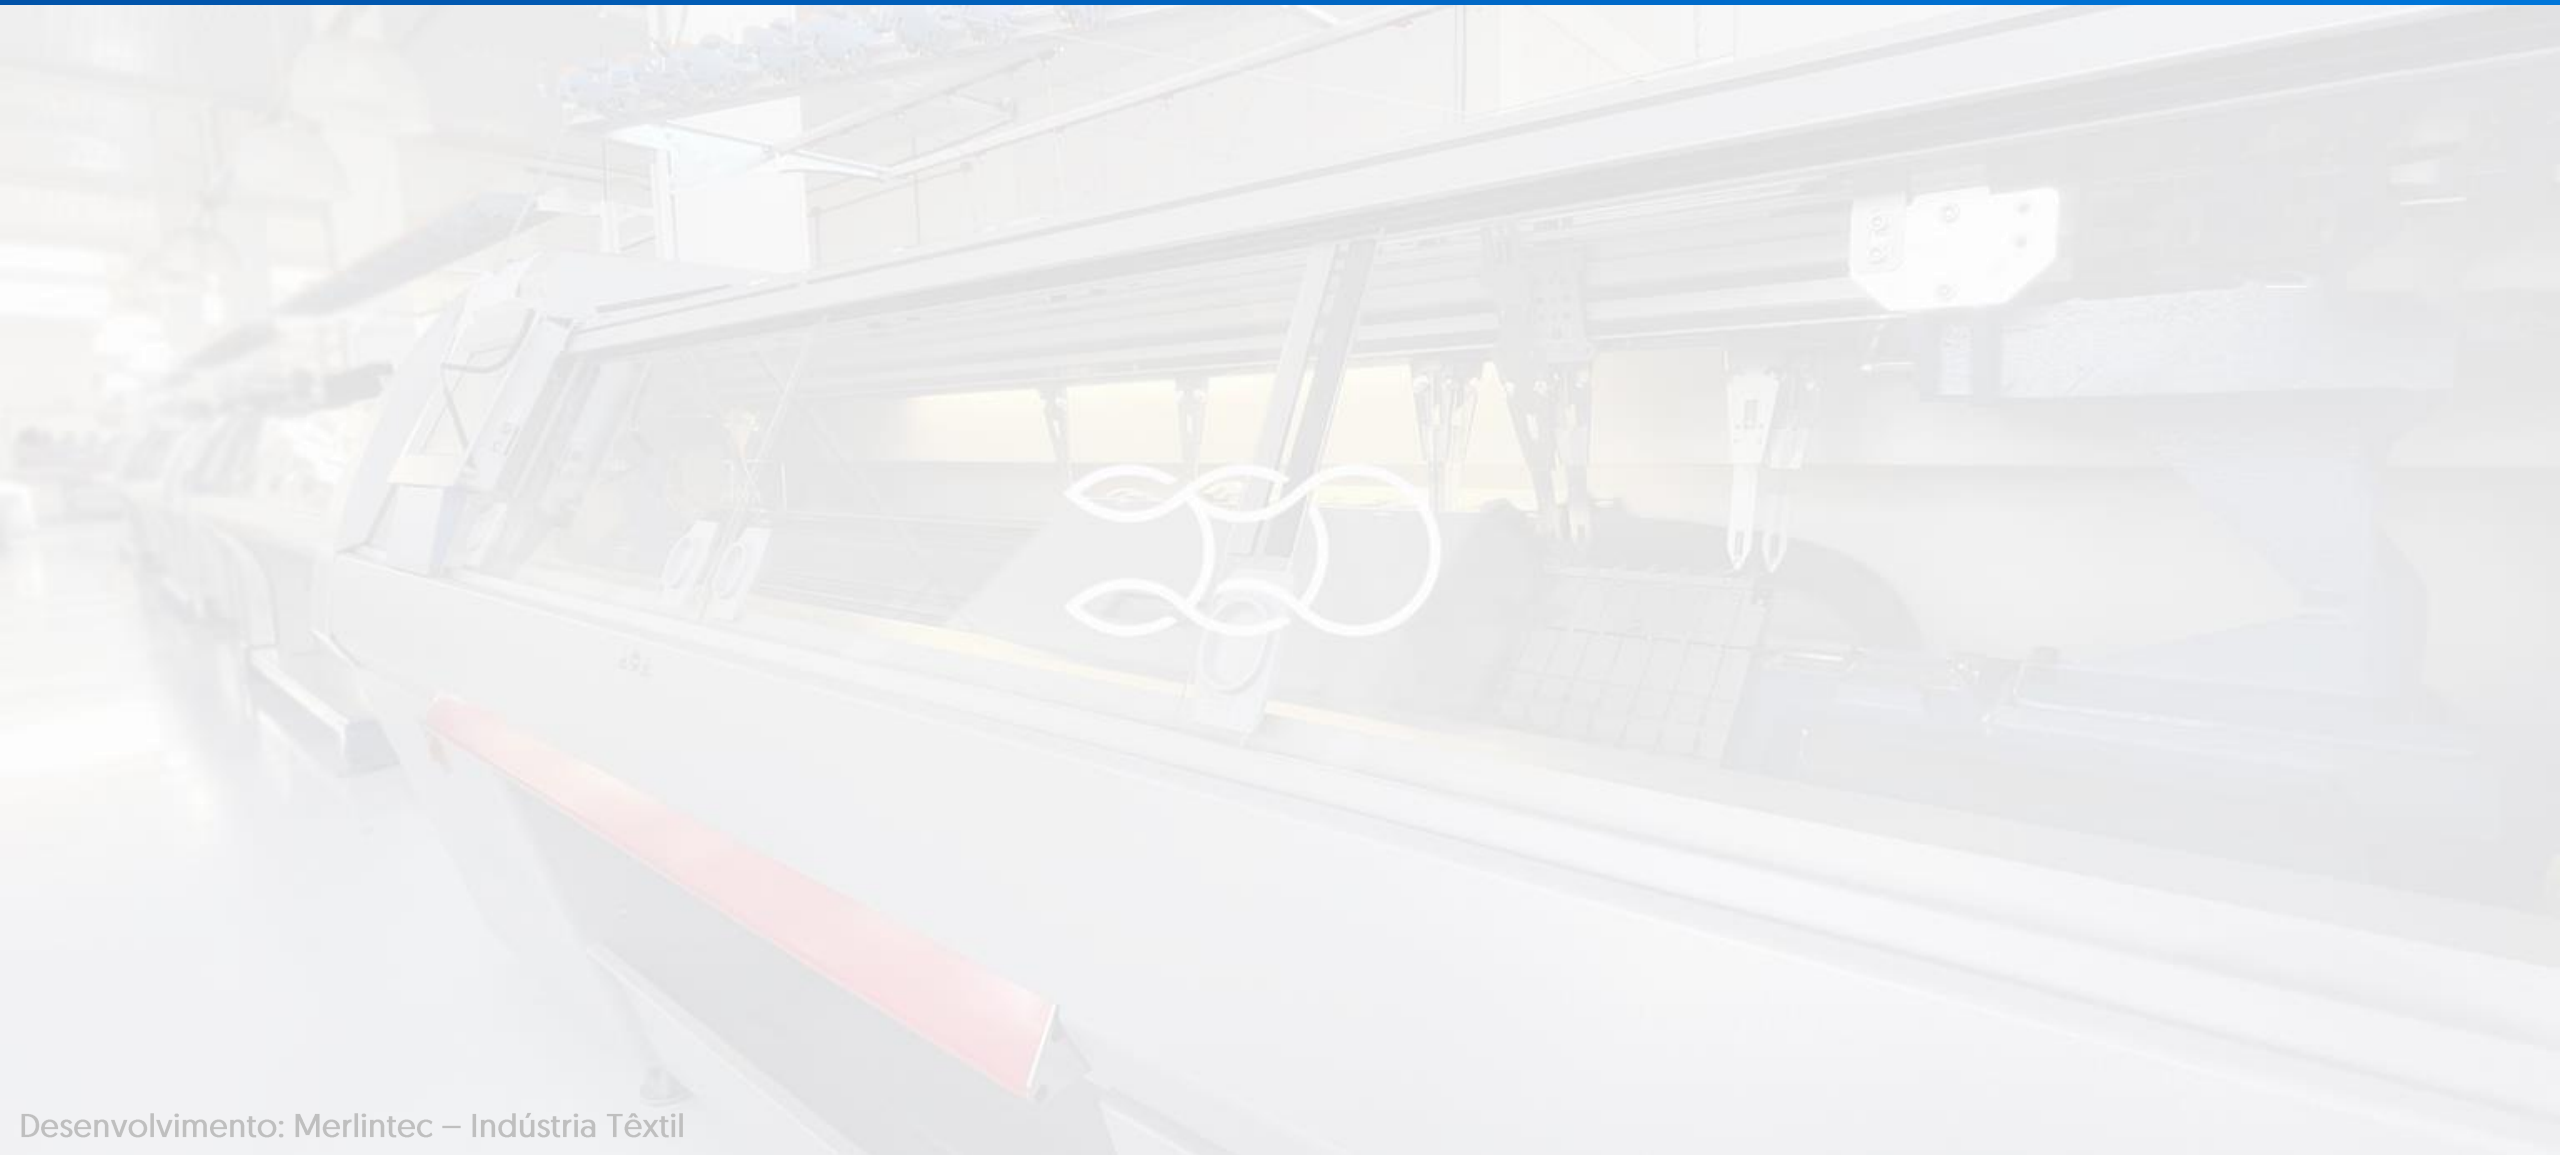 Desenvolvimento: Merlintec – Indústria Têxtil